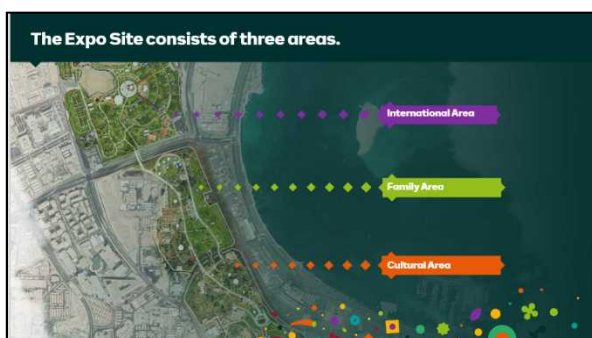 The Expo Site consists of three areas.
International Area
Family Area
Cultural Area